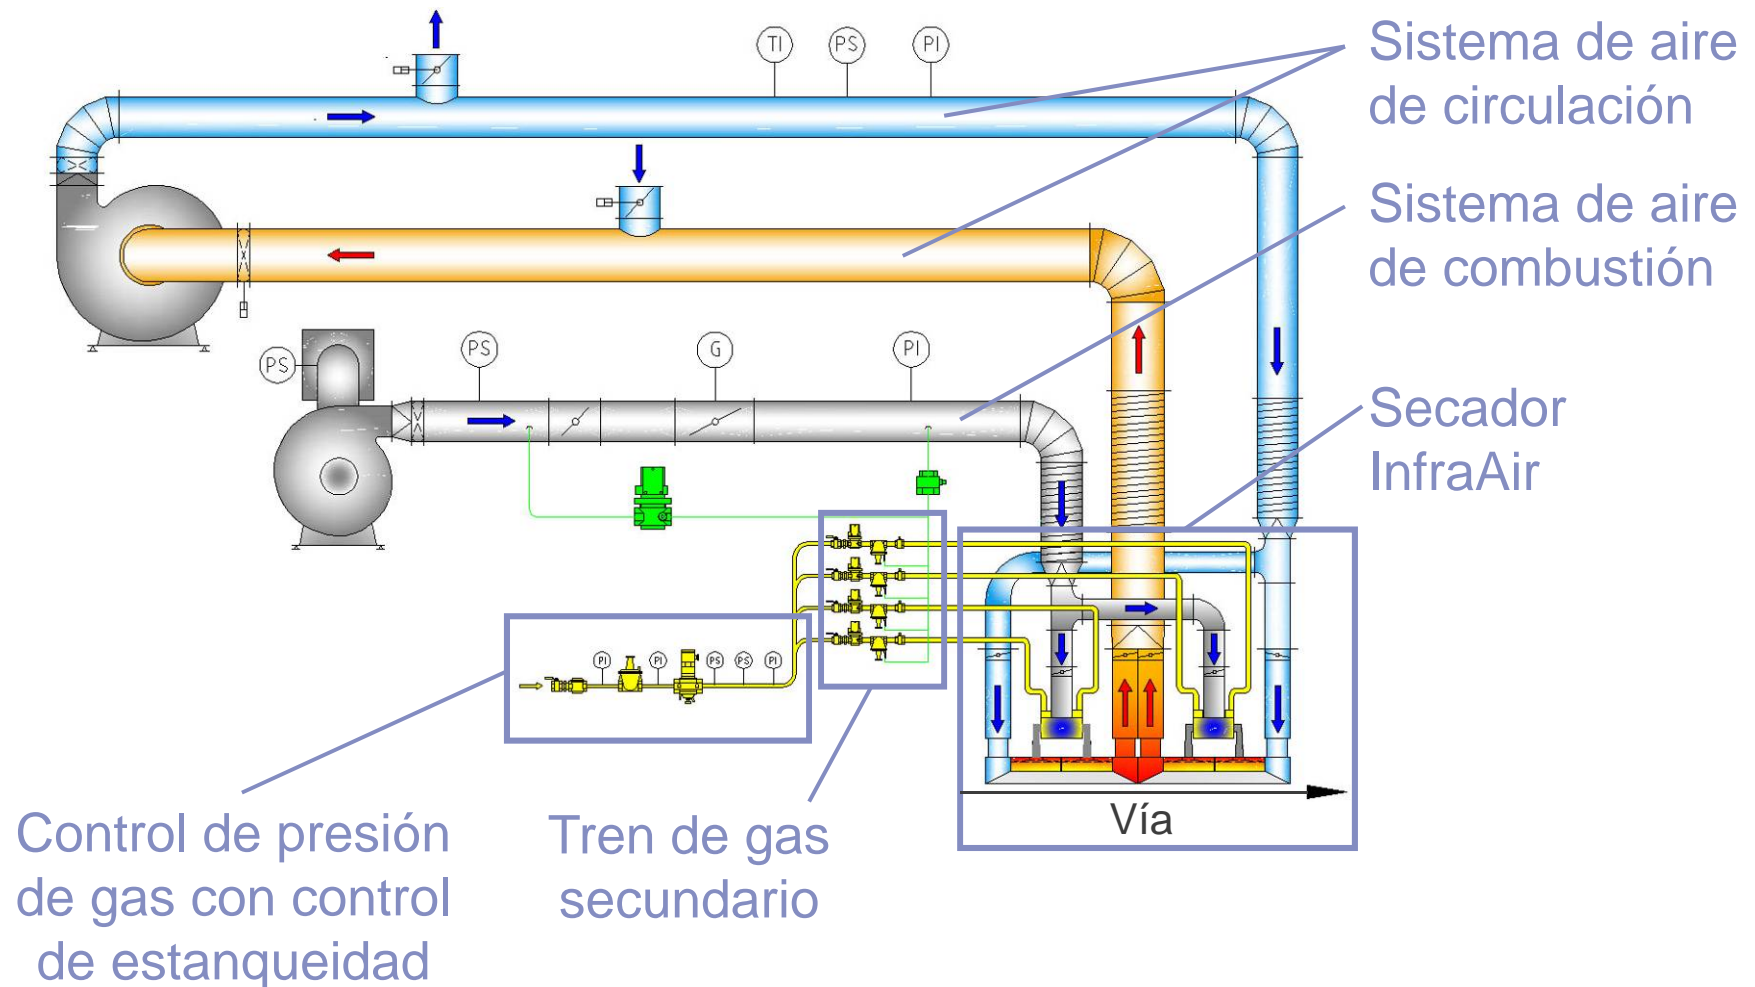 TI
PS
PI
Sistema de aire
de circulación
Sistema de aire
de combustión
PS
PS
G
PI
Secador
InfraAir
PI
PI
PS
PS
PI
Vía
Control de presión
de gas con control
de estanqueidad
Tren de gas
secundario